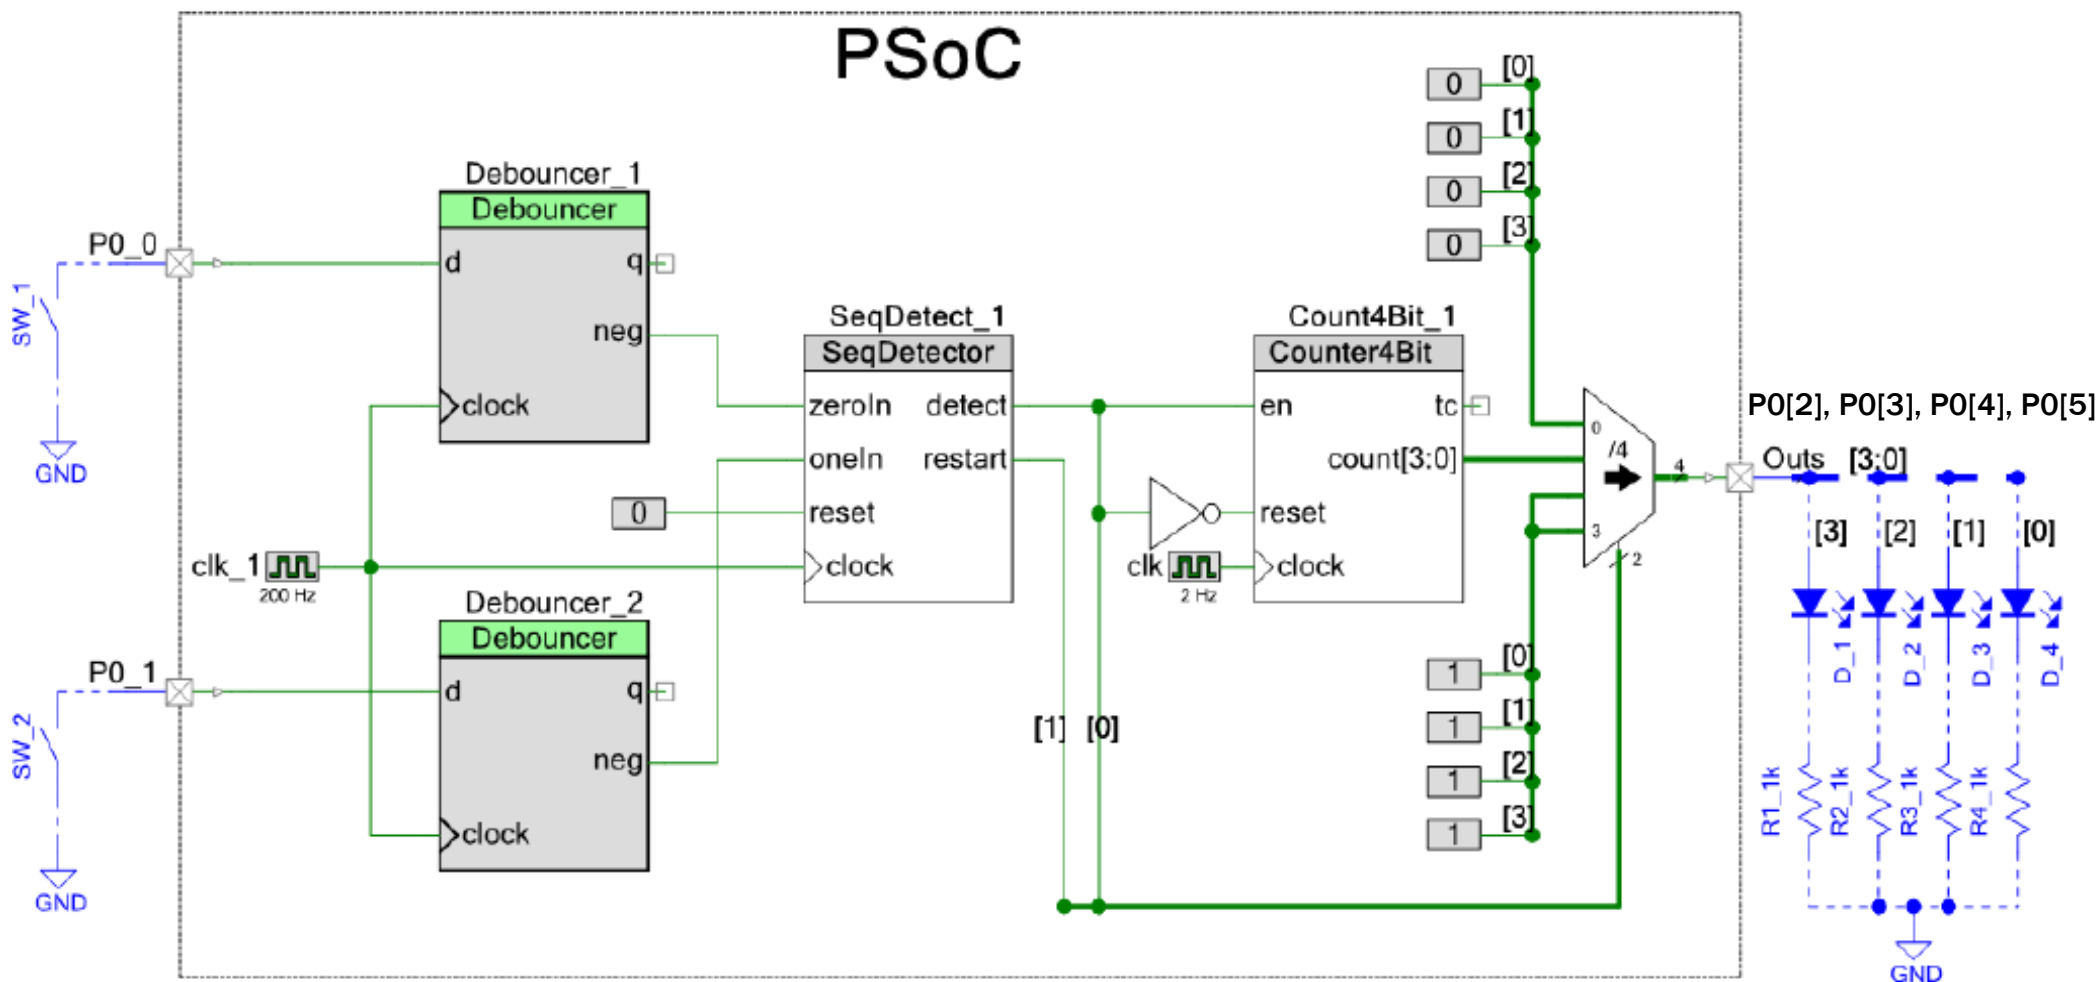 PSoC
[0]
0
[1]
0
[2]
0
[3]
0
Debouncer_1
Debouncer
P0_0
d
q
neg
clock
SW_1
GND
SeqDetect_1
SeqDetector
zeroIn
detect
oneIn
restart
reset
clock
0
clk_1
200 Hz
Count4Bit_1
Counter4Bit
en
tc
count[3:0]
reset
clock
clk
2 Hz
0
/4
3
2
4
P0[2], P0[3], P0[4], P0[5]
Outs [3:0]
[3] [2] [1] [0]
D_1
D_2
D_3
D_4
R1_1k
R2_1k
R3_1k
R4_1k
GND
Debouncer_2
Debouncer
P0_1
d
q
neg
clock
SW_2
GND
[1] [0]
[0]
1
[1]
1
[2]
1
[3]
1